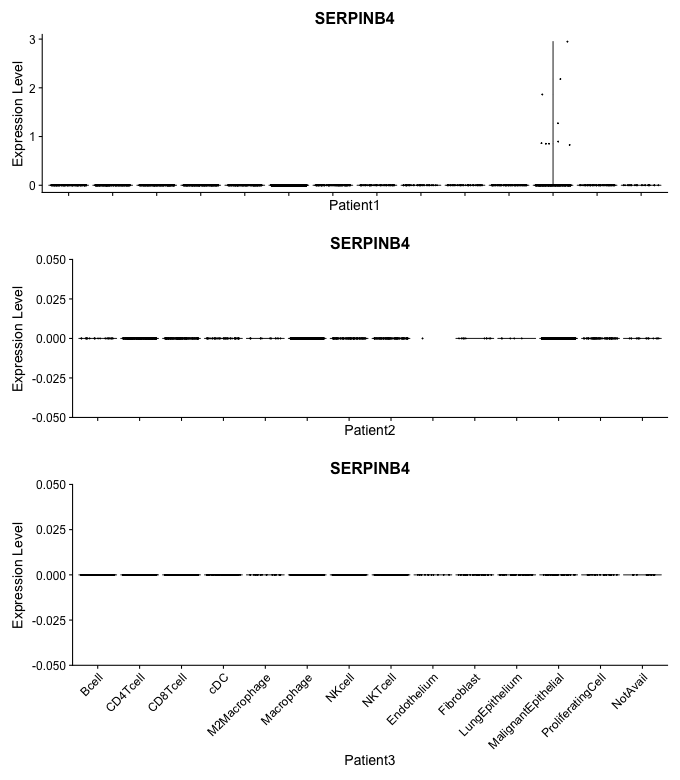 SERPINB4
Expression Level
3
2
1
0
Patient1
SERPINB4
Expression Level
0.050
0.025
0.000
-0.025
-0.050
Patient2
SERPINB4
Expression Level
0.050
0.025
0.000
-0.025
-0.050
Bcell
CD4Tcell
CD8Tcell
cDC
M2Macrophage
Macrophage
NKcell
NKTcell
Endothelium
Fibroblast
LungEpithelium
MalignantEpithelial
ProliferatingCell
NotAvail
Patient3